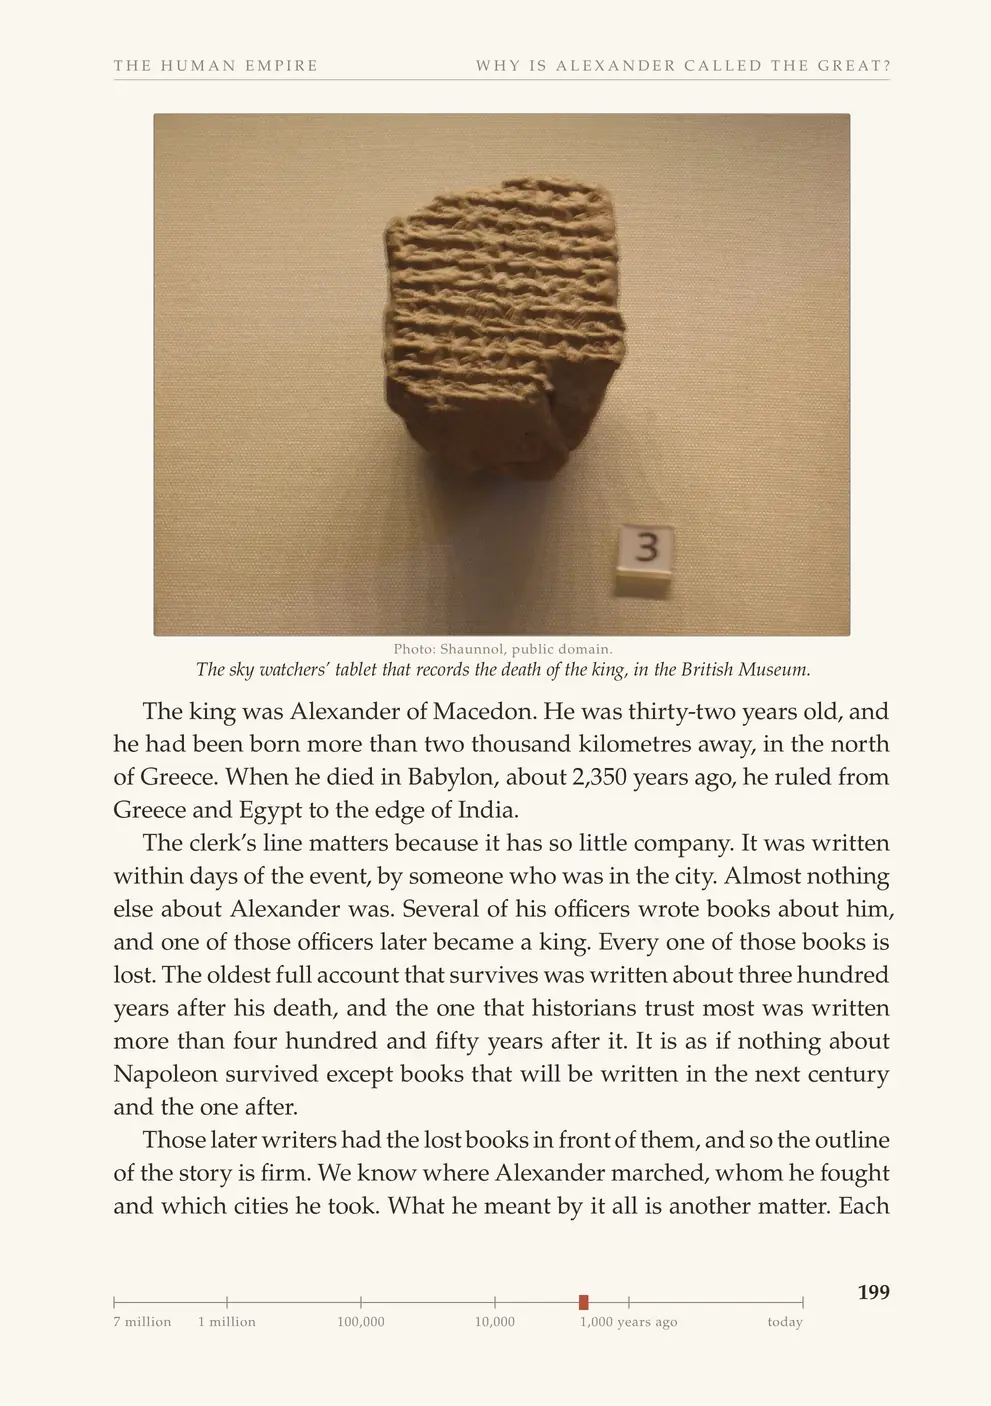 THE HUMAN EMPIRE
WHY IS ALEXANDER CALLED THE GREAT?
3
Photo: Shaunnol, public domain.
The sky watchers’ tablet that records the death of the king, in the British Museum.
The king was Alexander of Macedon. He was thirty-two years old, and
he had been born more than two thousand kilometres away, in the north
of Greece. When he died in Babylon, about 2,350 years ago, he ruled from
Greece and Egypt to the edge of India.
The clerk’s line matters because it has so little company. It was written
within days of the event, by someone who was in the city. Almost nothing
else about Alexander was. Several of his officers wrote books about him,
and one of those officers later became a king. Every one of those books is
lost. The oldest full account that survives was written about three hundred
years after his death, and the one that historians trust most was written
more than four hundred and fifty years after it. It is as if nothing about
Napoleon survived except books that will be written in the next century
and the one after.
Those later writers had the lost books in front of them, and so the outline
of the story is firm. We know where Alexander marched, whom he fought
and which cities he took. What he meant by it all is another matter. Each
199
7 million 1 million 100,000 10,000 1,000 years ago today